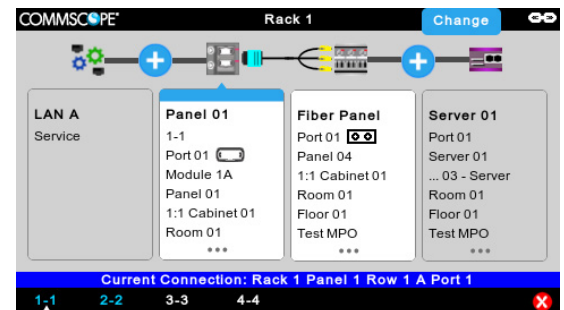 COMMSCOPE®
Rack 1
Change
LAN A
Service
Panel 01
1-1
Port 01
Module 1A
Panel 01
1:1 Cabinet 01
Room 01
Fiber Panel
Port 01
Panel 04
1:1 Cabinet 01
Room 01
Floor 01
Test MPO
Server 01
Port 01
Server 01
... 03 - Server
Room 01
Floor 01
Test MPO
Current Connection: Rack 1 Panel 1 Row 1 A Port 1
1-1 2-2 3-3 4-4